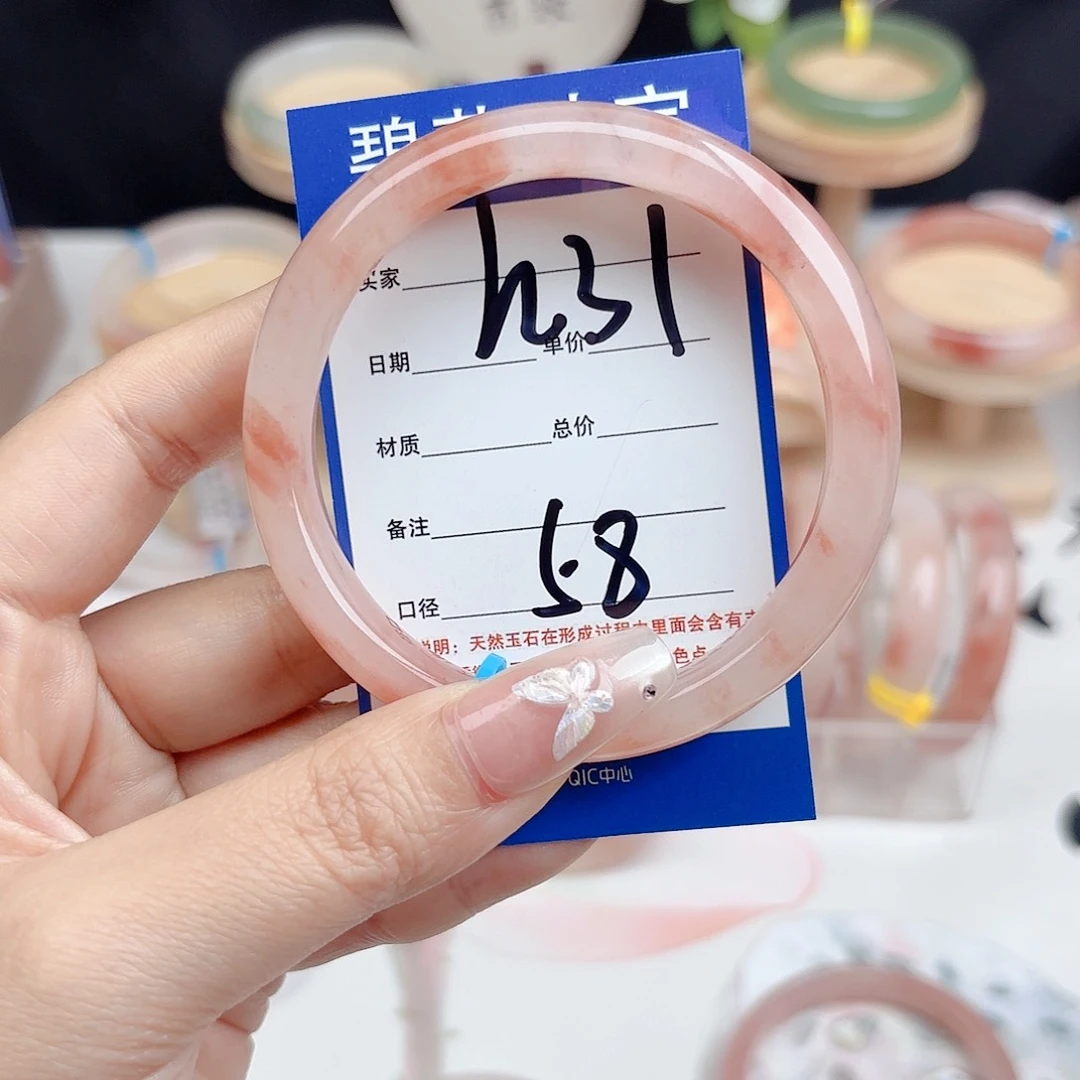 碧
h31
买家
日期 单价
材质 总价
备注
口径 58
说明：天然玉石在形成过程中里面会含有
色点
QIC中心